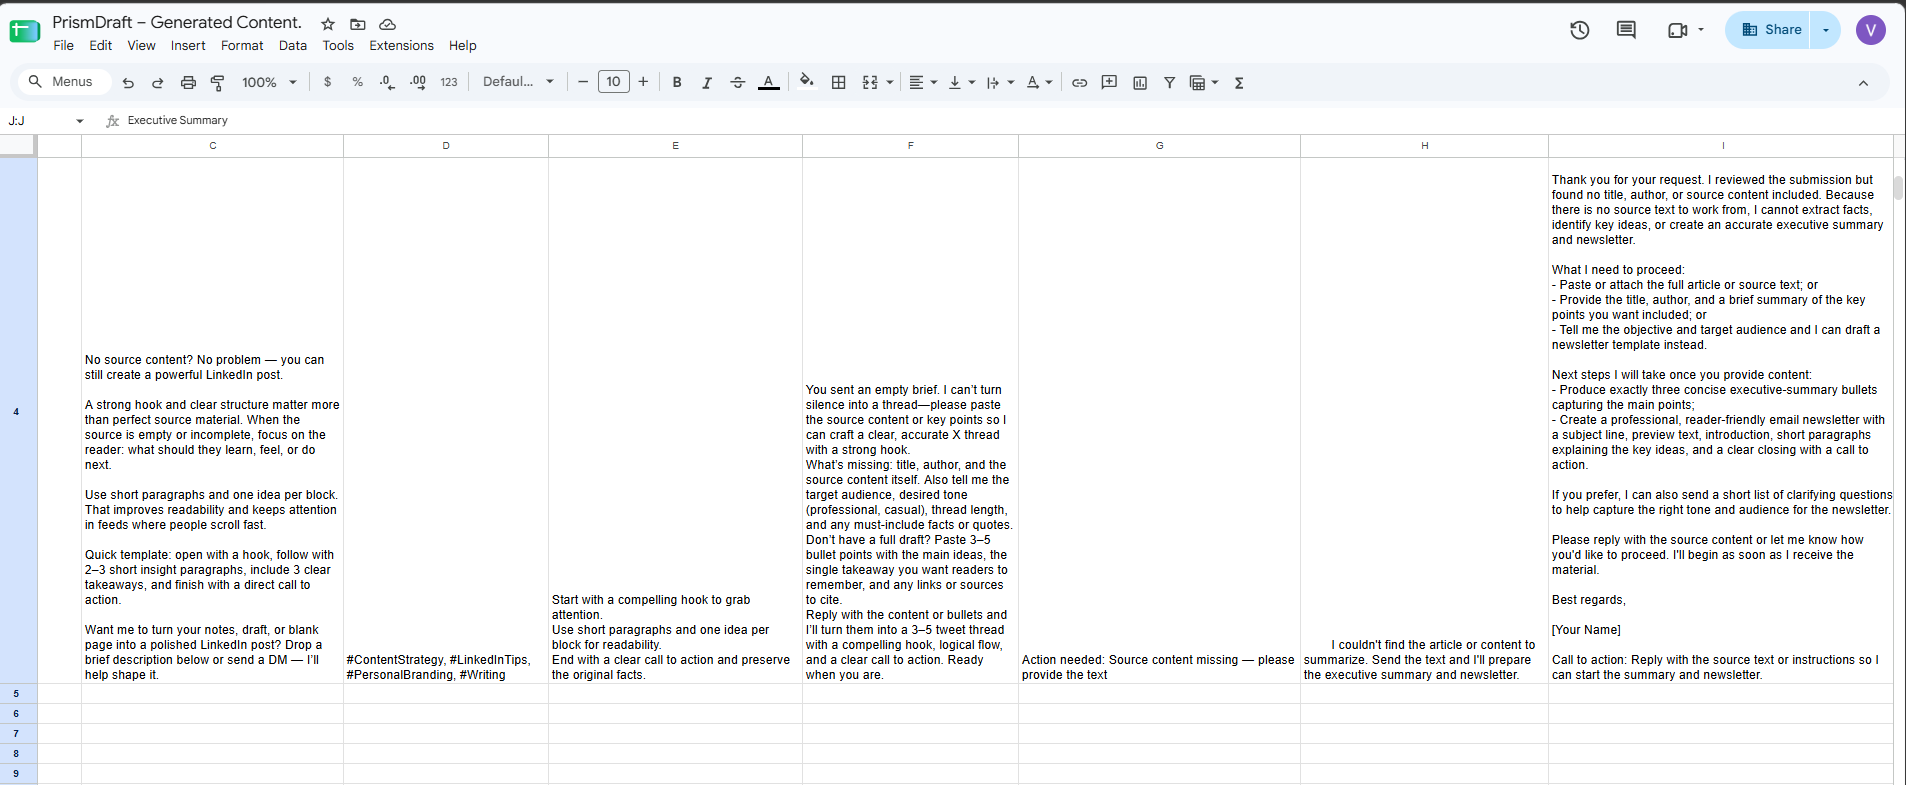 PrismDraft – Generated Content.
File Edit View Insert Format Data Tools Extensions Help
Share
V
Menus
100%
$ % .0 .00 123
Defaul...
10
B I A
J:J
fx Executive Summary
C D E F G H I
4
No source content? No problem — you can
still create a powerful LinkedIn post.
A strong hook and clear structure matter more
than perfect source material. When the
source is empty or incomplete, focus on the
reader: what should they learn, feel, or do
next.
Use short paragraphs and one idea per block.
That improves readability and keeps attention
in feeds where people scroll fast.
Quick template: open with a hook, follow with
2–3 short insight paragraphs, include 3 clear
takeaways, and finish with a direct call to
action.
Want me to turn your notes, draft, or blank
page into a polished LinkedIn post? Drop a
brief description below or send a DM — I’ll
help shape it.
#ContentStrategy, #LinkedInTips,
#PersonalBranding, #Writing
Start with a compelling hook to grab
attention.
Use short paragraphs and one idea per
block for readability.
End with a clear call to action and preserve
the original facts.
You sent an empty brief. I can’t turn
silence into a thread—please paste
the source content or key points so I
can craft a clear, accurate X thread
with a strong hook.
What’s missing: title, author, and the
source content itself. Also tell me the
target audience, desired tone
(professional, casual), thread length,
and any must-include facts or quotes.
Don’t have a full draft? Paste 3–5
bullet points with the main ideas, the
single takeaway you want readers to
remember, and any links or sources
to cite.
Reply with the content or bullets and
I’ll turn them into a 3–5 tweet thread
with a compelling hook, logical flow,
and a clear call to action. Ready
when you are.
Action needed: Source content missing — please
provide the text
I couldn't find the article or content to
summarize. Send the text and I'll prepare
the executive summary and newsletter.
Thank you for your request. I reviewed the submission but
found no title, author, or source content included. Because
there is no source text to work from, I cannot extract facts,
identify key ideas, or create an accurate executive summary
and newsletter.
What I need to proceed:
- Paste or attach the full article or source text; or
- Provide the title, author, and a brief summary of the key
points you want included; or
- Tell me the objective and target audience and I can draft a
newsletter template instead.
Next steps I will take once you provide content:
- Produce exactly three concise executive-summary bullets
capturing the main points;
- Create a professional, reader-friendly email newsletter with
a subject line, preview text, introduction, short paragraphs
explaining the key ideas, and a clear closing with a call to
action.
If you prefer, I can also send a short list of clarifying questions
to help capture the right tone and audience for the newsletter.
Please reply with the source content or let me know how
you'd like to proceed. I'll begin as soon as I receive the
material.
Best regards,
[Your Name]
Call to action: Reply with the source text or instructions so I
can start the summary and newsletter.
5
6
7
8
9